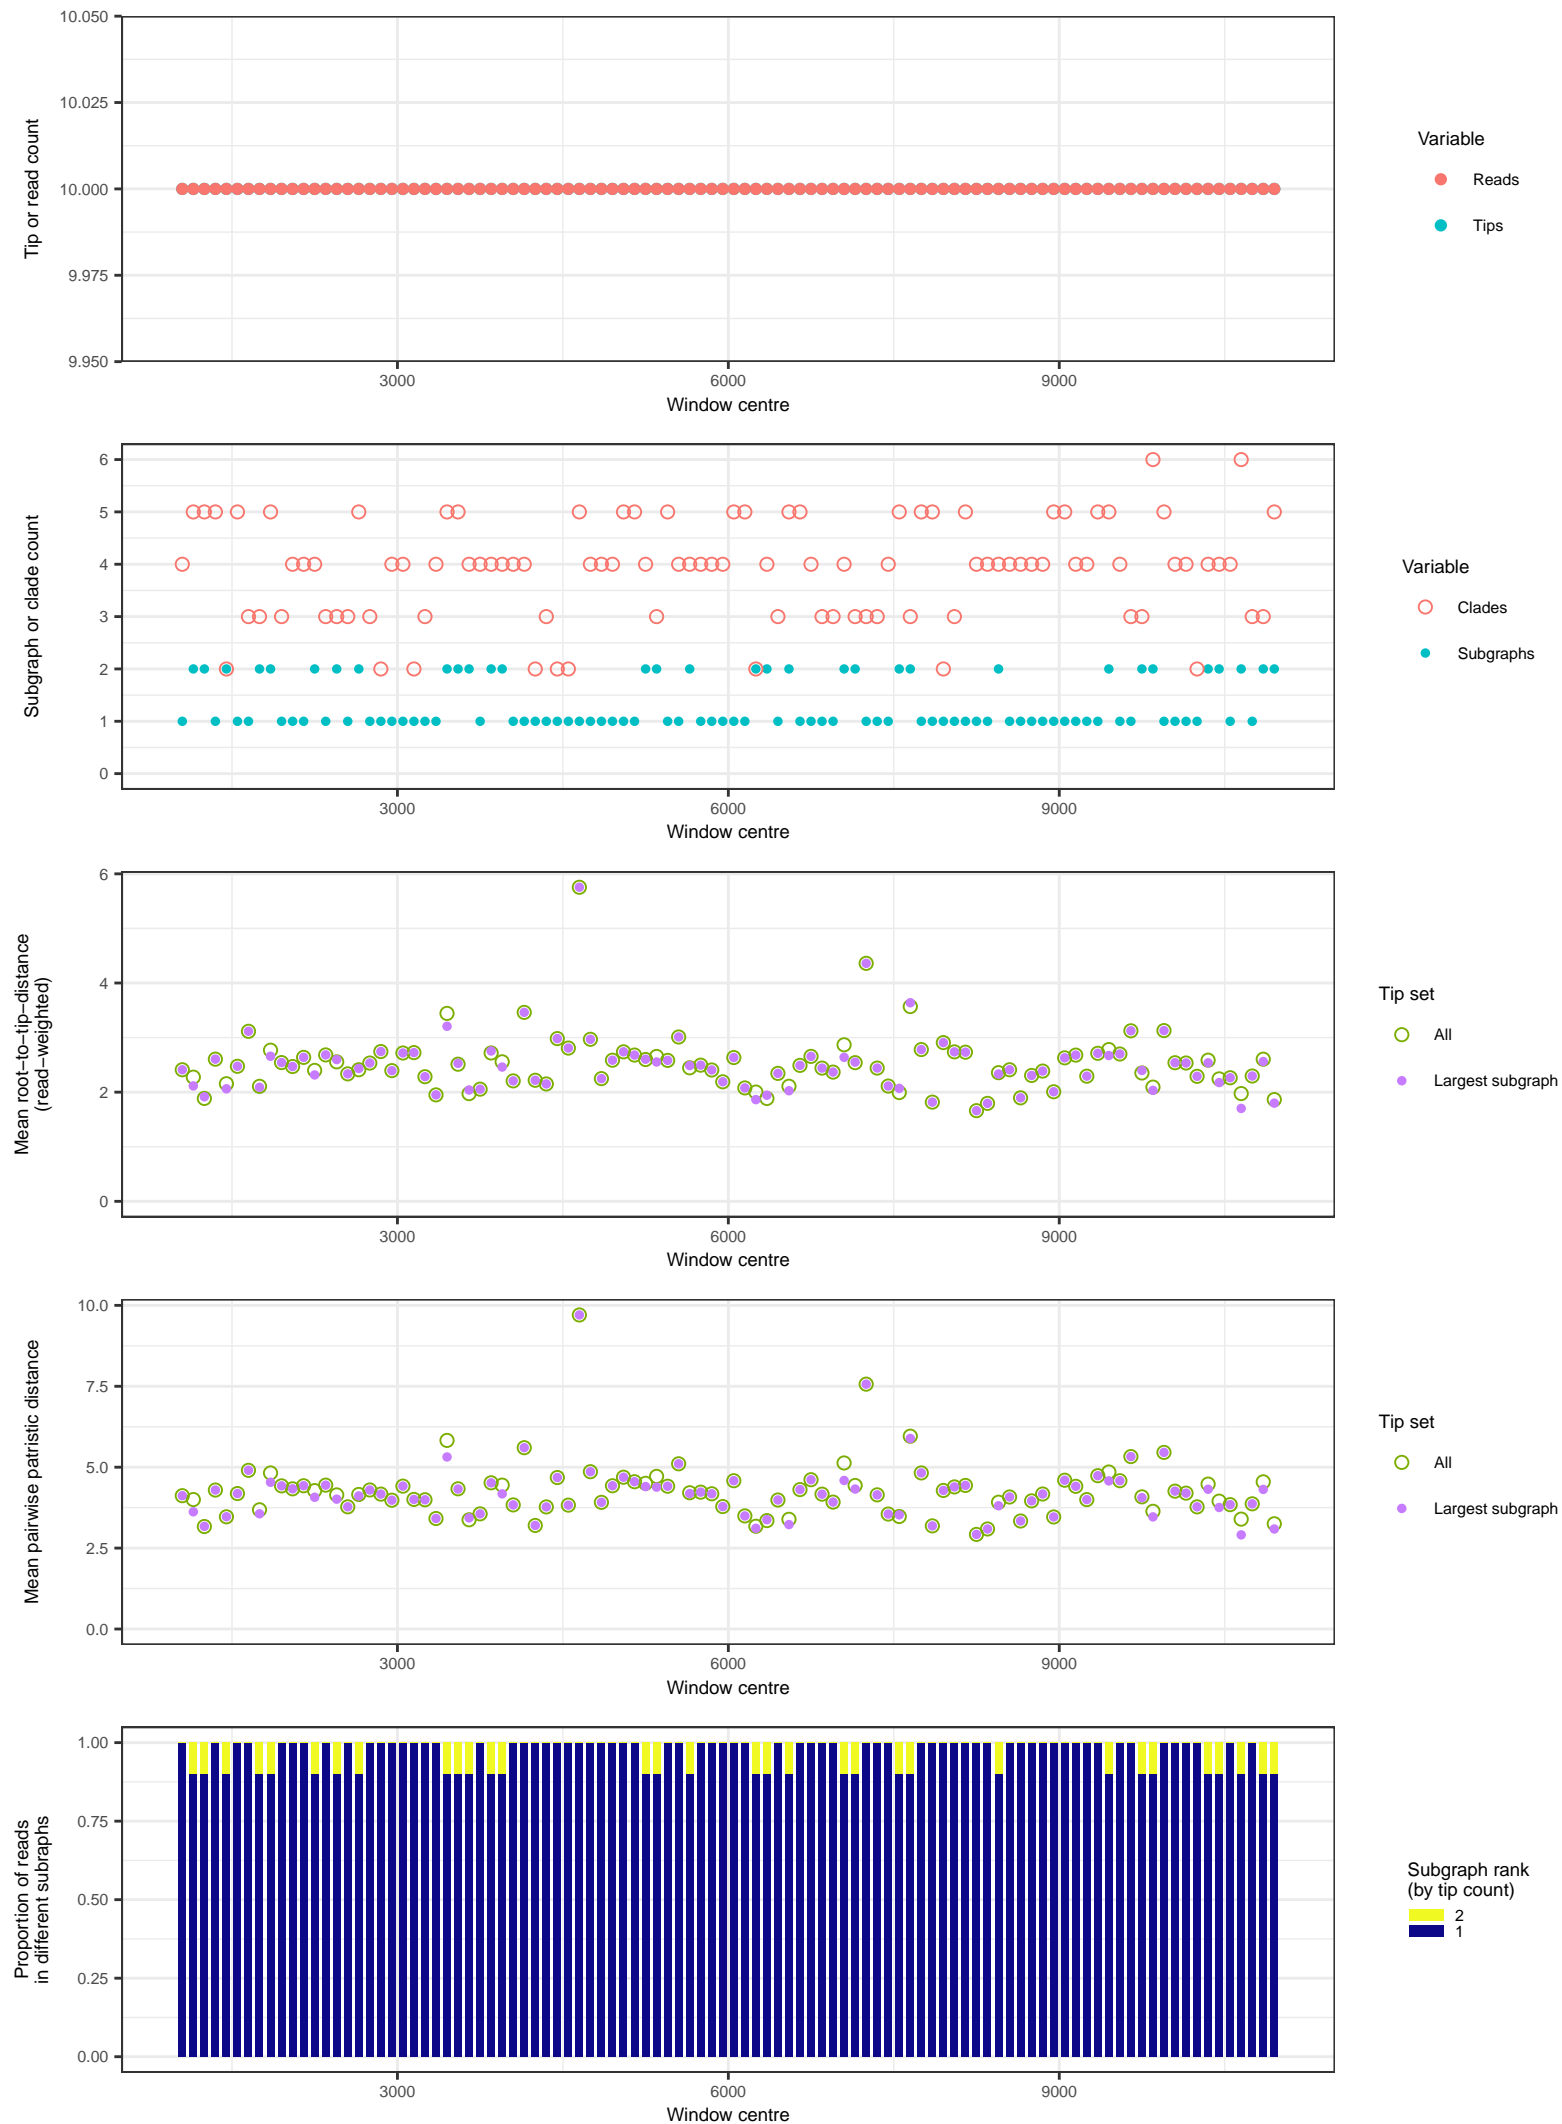 10.050
10.025
10.000
9.975
9.950
Tip or read count
3000 6000 9000
Window centre
Variable
Reads
Tips
6
5
4
3
2
1
0
Subgraph or clade count
3000 6000 9000
Window centre
Variable
Clades
Subgraphs
6
4
2
0
Mean root−to−tip−distance
(read−weighted)
3000 6000 9000
Window centre
Tip set
All
Largest subgraph
10.0
7.5
5.0
2.5
0.0
Mean pairwise patristic distance
3000 6000 9000
Window centre
Tip set
All
Largest subgraph
1.00
0.75
0.50
0.25
0.00
Proportion of reads
in different subraphs
3000 6000 9000
Window centre
Subgraph rank
(by tip count)
2
1